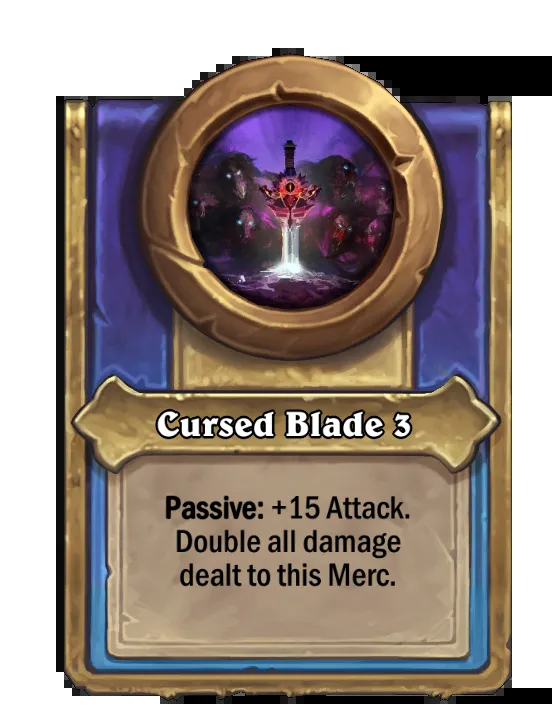 Cursed Blade 3
Passive: +15 Attack.
Double all damage
dealt to this Merc.